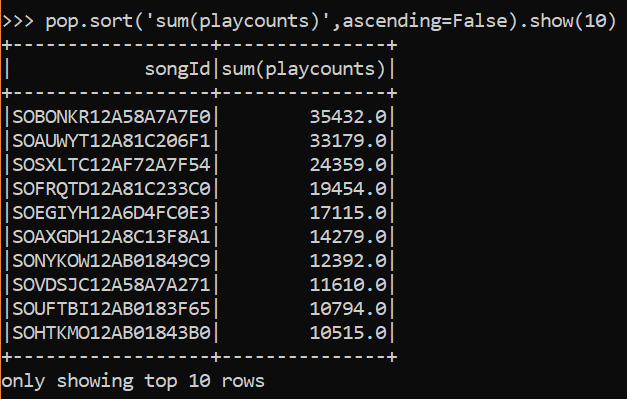 >>> pop.sort('sum(playcounts)',ascending=False).show(10)
+------------------+---------------+
|            songId|sum(playcounts)|
+------------------+---------------+
|SOBONKR12A58A7A7E0|        35432.0|
|SOAUWYT12A81C206F1|        33179.0|
|SOSXLTC12AF72A7F54|        24359.0|
|SOFRQTD12A81C233C0|        19454.0|
|SOEGIYH12A6D4FC0E3|        17115.0|
|SOAXGDH12A8C13F8A1|        14279.0|
|SONYKOW12AB01849C9|        12392.0|
|SOVDSJC12A58A7A271|        11610.0|
|SOUFTBI12AB0183F65|        10794.0|
|SOHTKMO12AB01843B0|        10515.0|
+------------------+---------------+
only showing top 10 rows